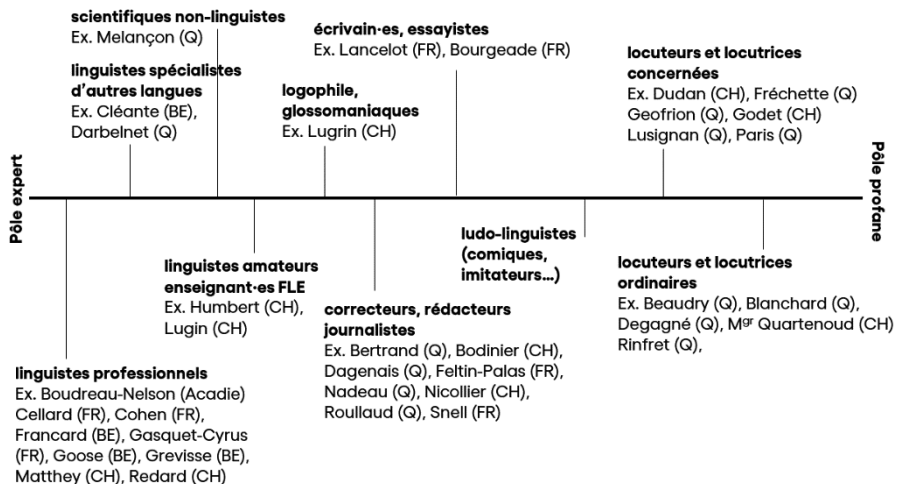 scientifiques non-linguistes
Ex. Melançon (Q)
linguistes spécialistes
d'autres langues
Ex. Cléante (BE),
Darbelnet (Q)
logophile,
glossomaniaques
Ex. Lugrin (CH)
écrivain·es, essayistes
Ex. Lancelot (FR), Bourgeade (FR)
locuteurs et locutrices
concernées
Ex. Dudan (CH), Fréchette (Q)
Geofrion (Q), Godet (CH)
Lusignan (Q), Paris (Q)
Pôle expert
Pôle profane
linguistes professionnels
Ex. Boudreau-Nelson (Acadie)
Cellard (FR), Cohen (FR),
Francard (BE), Gasquet-Cyrus
(FR), Goose (BE), Grevisse (BE),
Matthey (CH), Redard (CH)
linguistes amateurs
enseignant·es FLE
Ex. Humbert (CH),
Lugin (CH)
correcteurs, rédacteurs
journalistes
Ex. Bertrand (Q), Bodinier (CH),
Dagenais (Q), Feltin-Palas (FR),
Nadeau (Q), Nicollier (CH),
Roullaud (Q), Snell (FR)
ludo-linguistes
(comiques,
imitateurs...)
locuteurs et locutrices
ordinaires
Ex. Beaudry (Q), Blanchard (Q),
Degagné (Q), Mgr Quartenoud (CH)
Rinfret (Q),